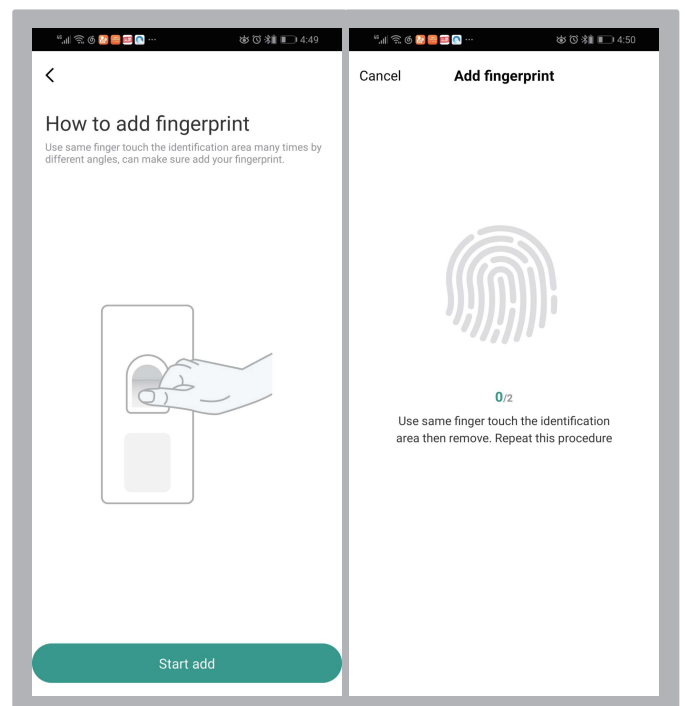 4:49
How to add fingerprint
Use same finger touch the identification area many times by
different angles, can make sure add your fingerprint.
Start add
4:50
Cancel Add fingerprint
0/2
Use same finger touch the identification
area then remove. Repeat this procedure